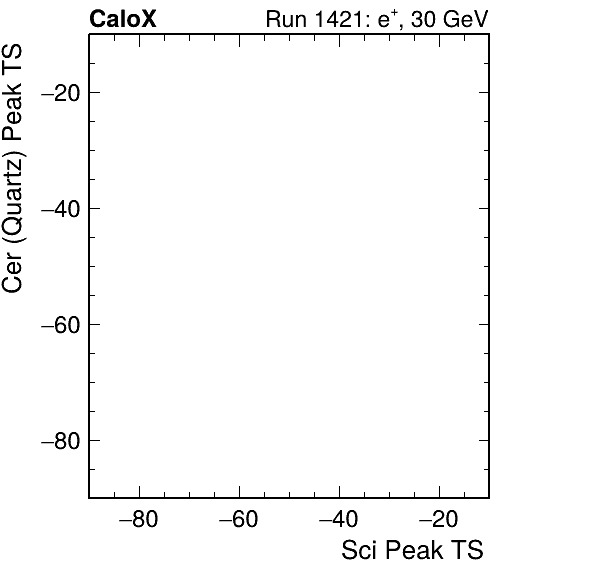 CaloX Run 1421: e⁺, 30 GeV
Cer (Quartz) Peak TS
−20
−40
−60
−80
−80 −60 −40 −20
Sci Peak TS